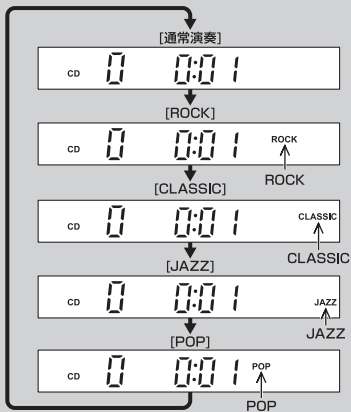 [通常演奏]
CD 0 0:01
[ROCK]
CD 0 0:01 ROCK
ROCK
[CLASSIC]
CD 0 0:01 CLASSIC
CLASSIC
[JAZZ]
CD 0 0:01 JAZZ
JAZZ
[POP]
CD 0 0:01 POP
POP